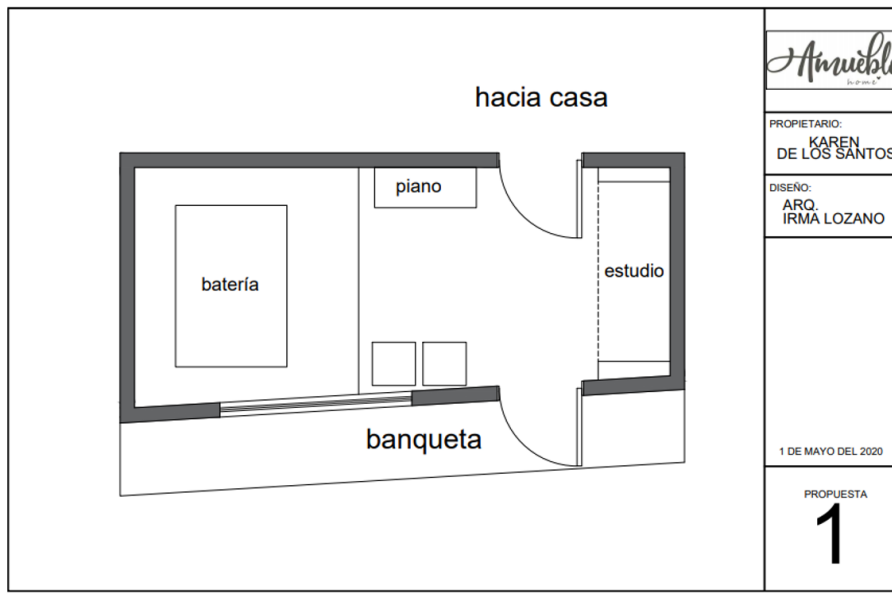 hacia casa
piano
batería
estudio
banqueta
home
PROPIETARIO:
KAREN
DE LOS SANTOS
DISEÑO:
ARQ.
IRMA LOZANO
1 DE MAYO DEL 2020
PROPUESTA
1